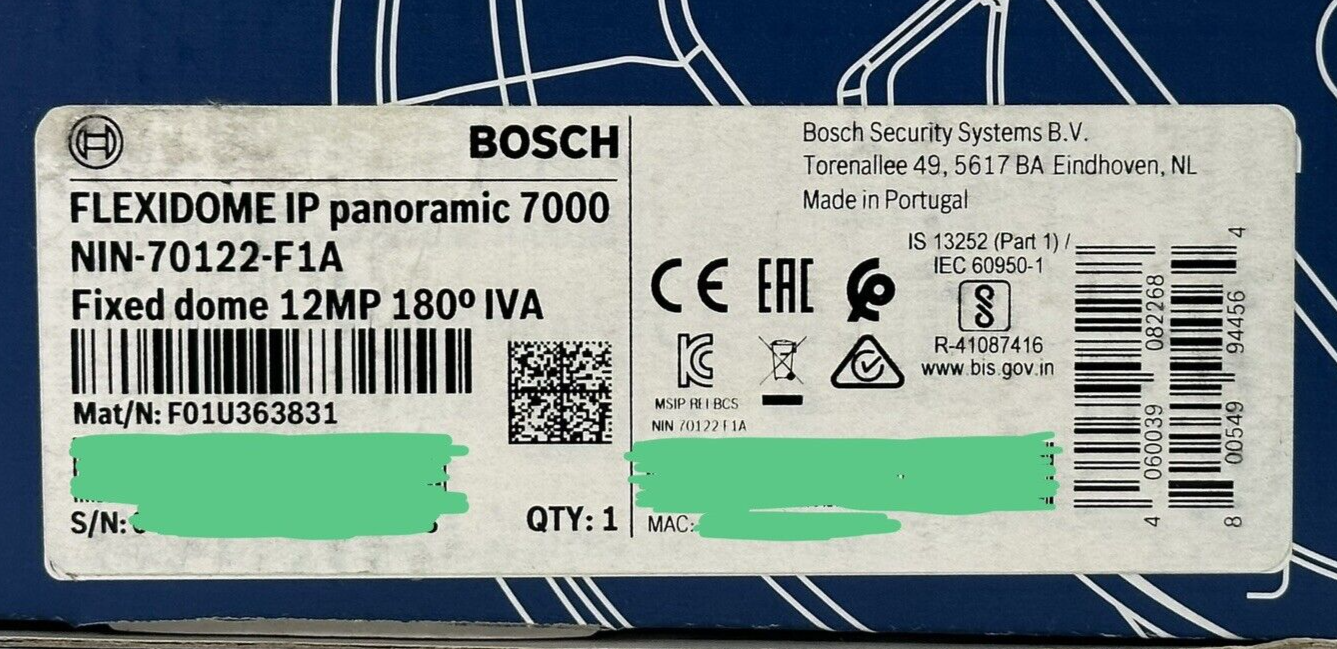 BOSCH
FLEXIDOME IP panoramic 7000
NIN-70122-F1A
Fixed dome 12MP 180º IVA
Mat/N: F01U363831
S/N:
QTY: 1
Bosch Security Systems B.V.
Torenallee 49, 5617 BA Eindhoven, NL
Made in Portugal
IS 13252 (Part 1) /
IEC 60950-1
CE EAC
R-41087416
www.bis.gov.in
MSIP REI BCS
NIN 70122 F1A
MAC:
4 060039 082268
8 00549 94456 4